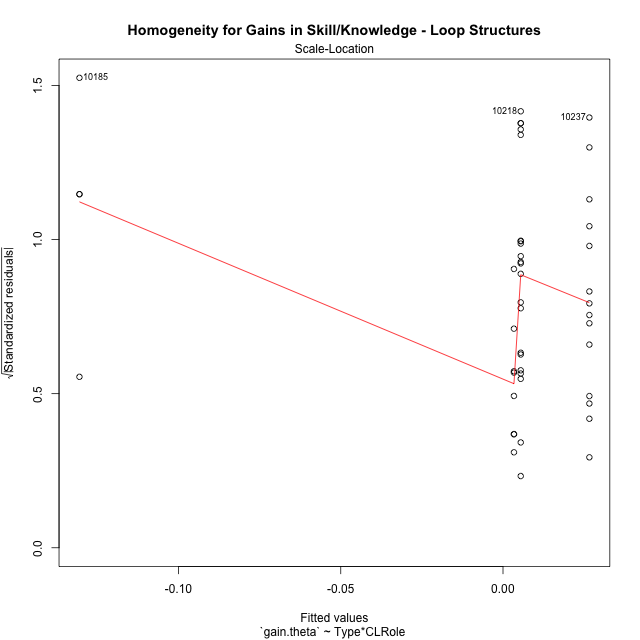 Homogeneity for Gains in Skill/Knowledge - Loop Structures
Scale-Location
10185
10218
10237
1.5
1.0
0.5
0.0
√|Standardized residuals|
-0.10
-0.05
0.00
Fitted values
`gain.theta` ~ Type*CLRole